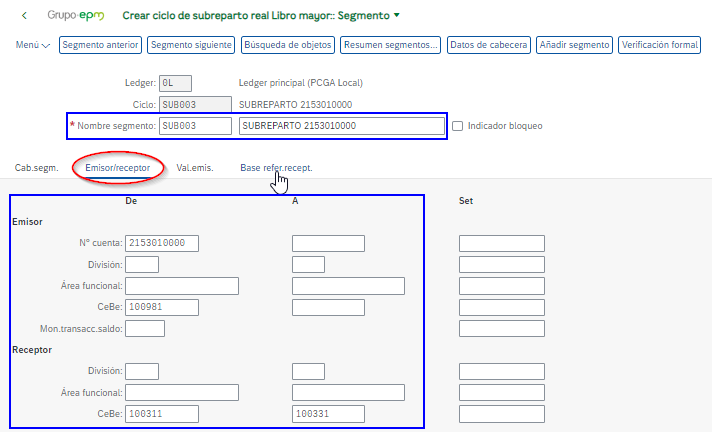 Grupo·epm Crear ciclo de subreparto real Libro mayor:: Segmento
Menú Segmento anterior Segmento siguiente Búsqueda de objetos Resumen segmentos... Datos de cabecera Añadir segmento Verificación formal
Ledger: 0L Ledger principal (PCGA Local)
Ciclo: SUB003 SUBREPARTO 2153010000
* Nombre segmento: SUB003 SUBREPARTO 2153010000 Indicador bloqueo
Cab.segm. Emisor/receptor Val.emis. Base refer.recept.
De A Set
Emisor
Nº cuenta: 2153010000
División:
Área funcional:
CeBe: 100981
Mon.transacc.saldo:
Receptor
División:
Área funcional:
CeBe: 100311 100331